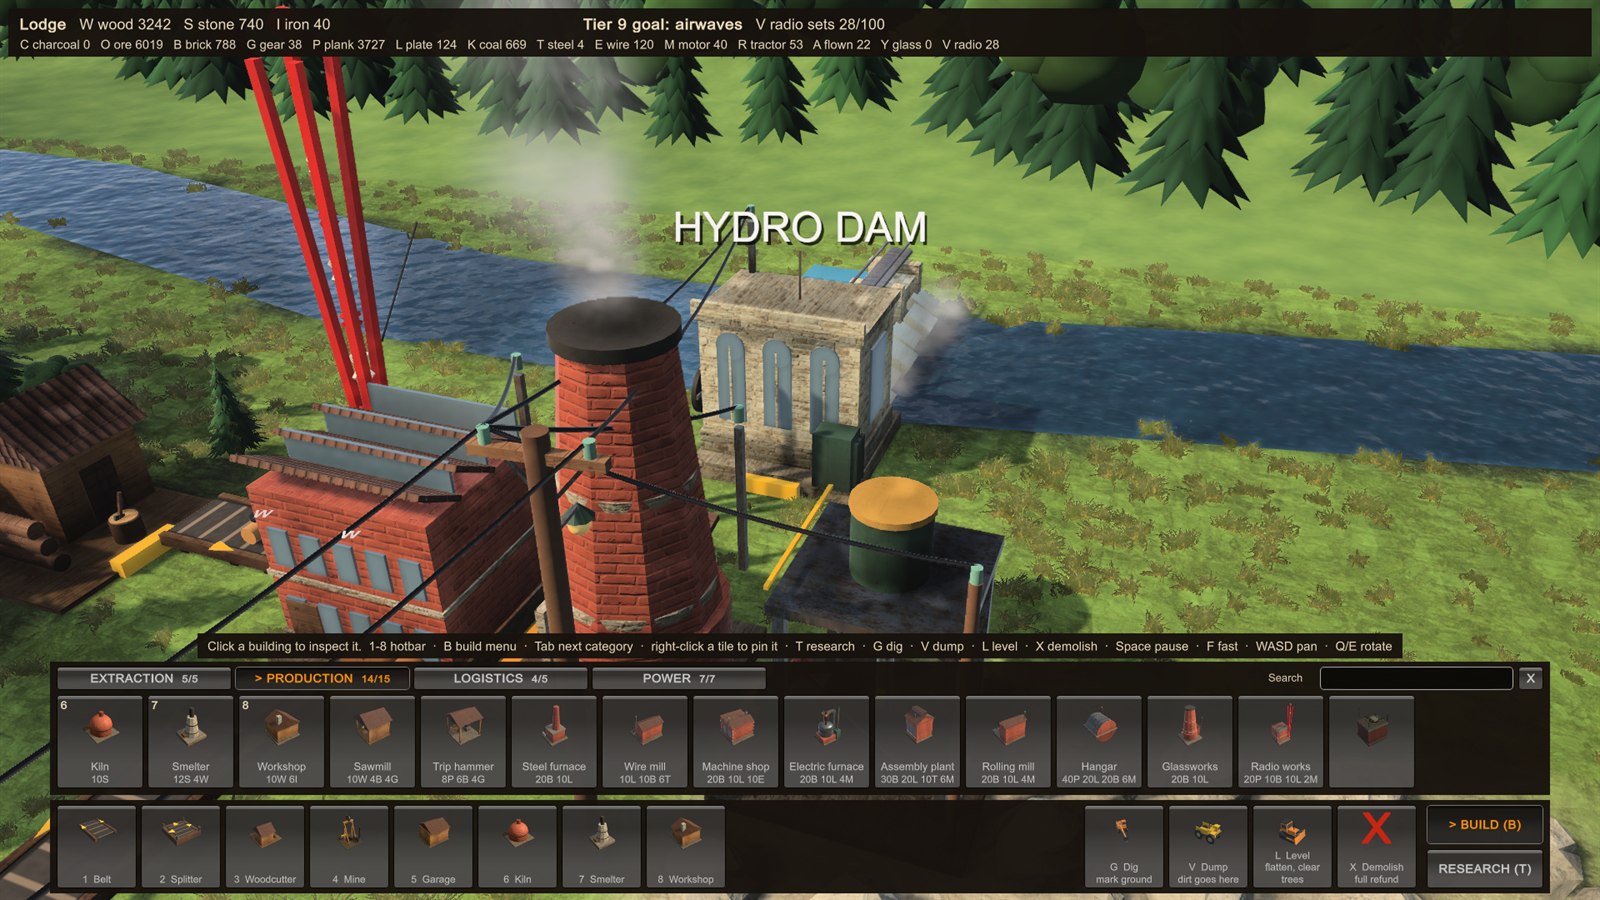 Lodge W wood 3242 S stone 740 I iron 40
Tier 9 goal: airwaves V radio sets 28/100
C charcoal 0 O ore 6019 B brick 788 G gear 38 P plank 3727 L plate 124 K coal 669 T steel 4 E wire 120 M motor 40 R tractor 53 A flown 22 Y glass 0 V radio 28
HYDRO DAM
W
W
Click a building to inspect it. 1-8 hotbar · B build menu · Tab next category · right-click a tile to pin it · T research · G dig · V dump · L level · X demolish · Space pause · F fast · WASD pan · Q/E rotate
EXTRACTION 5/5
> PRODUCTION 14/15
LOGISTICS 4/5
POWER 7/7
Search
X
6
Kiln
10S
7
Smelter
12S 4W
8
Workshop
10W 6I
Sawmill
10W 4B 4G
Trip hammer
8P 6B 4G
Steel furnace
20B 10L
Wire mill
10L 10B 6T
Machine shop
20B 10L 10E
Electric furnace
20B 10L 4M
Assembly plant
30B 20L 10T 6M
Rolling mill
20B 10L 4M
Hangar
40P 20L 20B 6M
Glassworks
20B 10L
Radio works
20P 10B 10L 2M
1 Belt
2 Splitter
3 Woodcutter
4 Mine
5 Garage
6 Kiln
7 Smelter
8 Workshop
G Dig
mark ground
V Dump
dirt goes here
L Level
flatten, clear
trees
X Demolish
full refund
> BUILD (B)
RESEARCH (T)